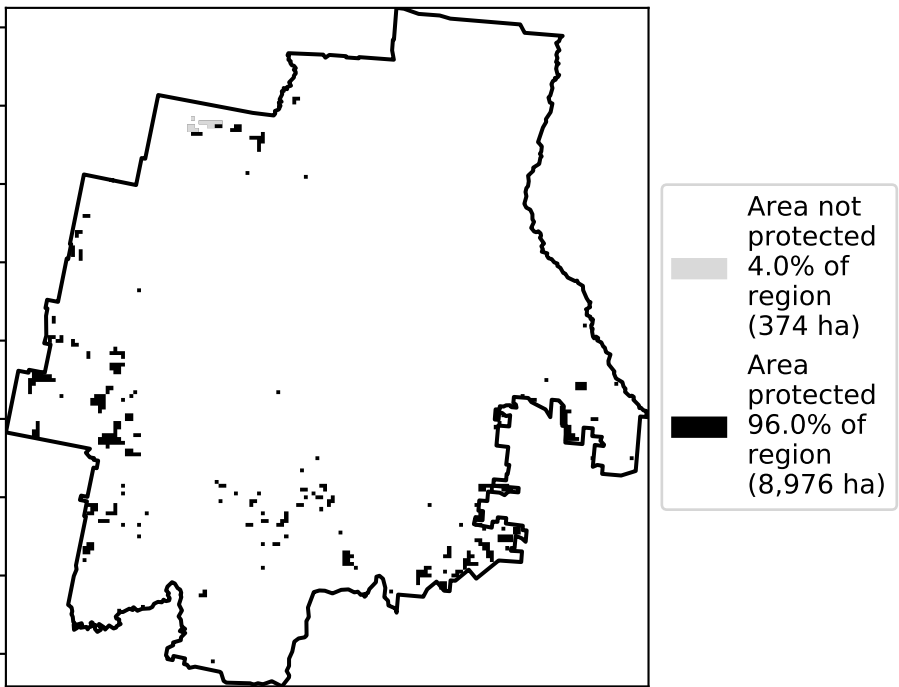 Area not
protected
4.0% of
region
(374 ha)
Area
protected
96.0% of
region
(8,976 ha)